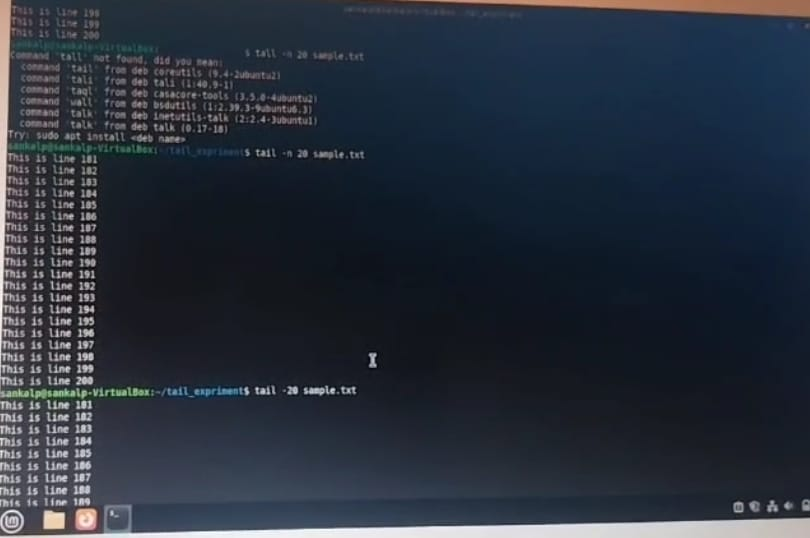 This is line 198
This is line 199
This is line 200
sankalp@sankalp-VirtualBox: $ tall -n 20 sample.txt
Command 'tall' not found, did you mean:
command 'tail' from deb coreutils (9.4-2ubuntu2)
command 'tali' from deb tali (1:40.9-1)
command 'taql' from deb casacore-tools (3.5.0-4ubuntu2)
command 'wall' from deb bsdutils (1:2.39.3-9ubuntu6.3)
command 'talk' from deb inetutils-talk (2:2.4-3ubuntu1)
command 'talk' from deb talk (0.17-18)
Try: sudo apt install <deb name>
sankalp@sankalp-VirtualBox:~/tail_expriment$ tail -n 20 sample.txt
This is line 181
This is line 182
This is line 183
This is line 184
This is line 185
This is line 186
This is line 187
This is line 188
This is line 189
This is line 190
This is line 191
This is line 192
This is line 193
This is line 194
This is line 195
This is line 196
This is line 197
This is line 198
This is line 199
This is line 200
sankalp@sankalp-VirtualBox:~/tail_expriment$ tail -20 sample.txt
This is line 181
This is line 182
This is line 183
This is line 184
This is line 185
This is line 186
This is line 187
This is line 188
This is line 189